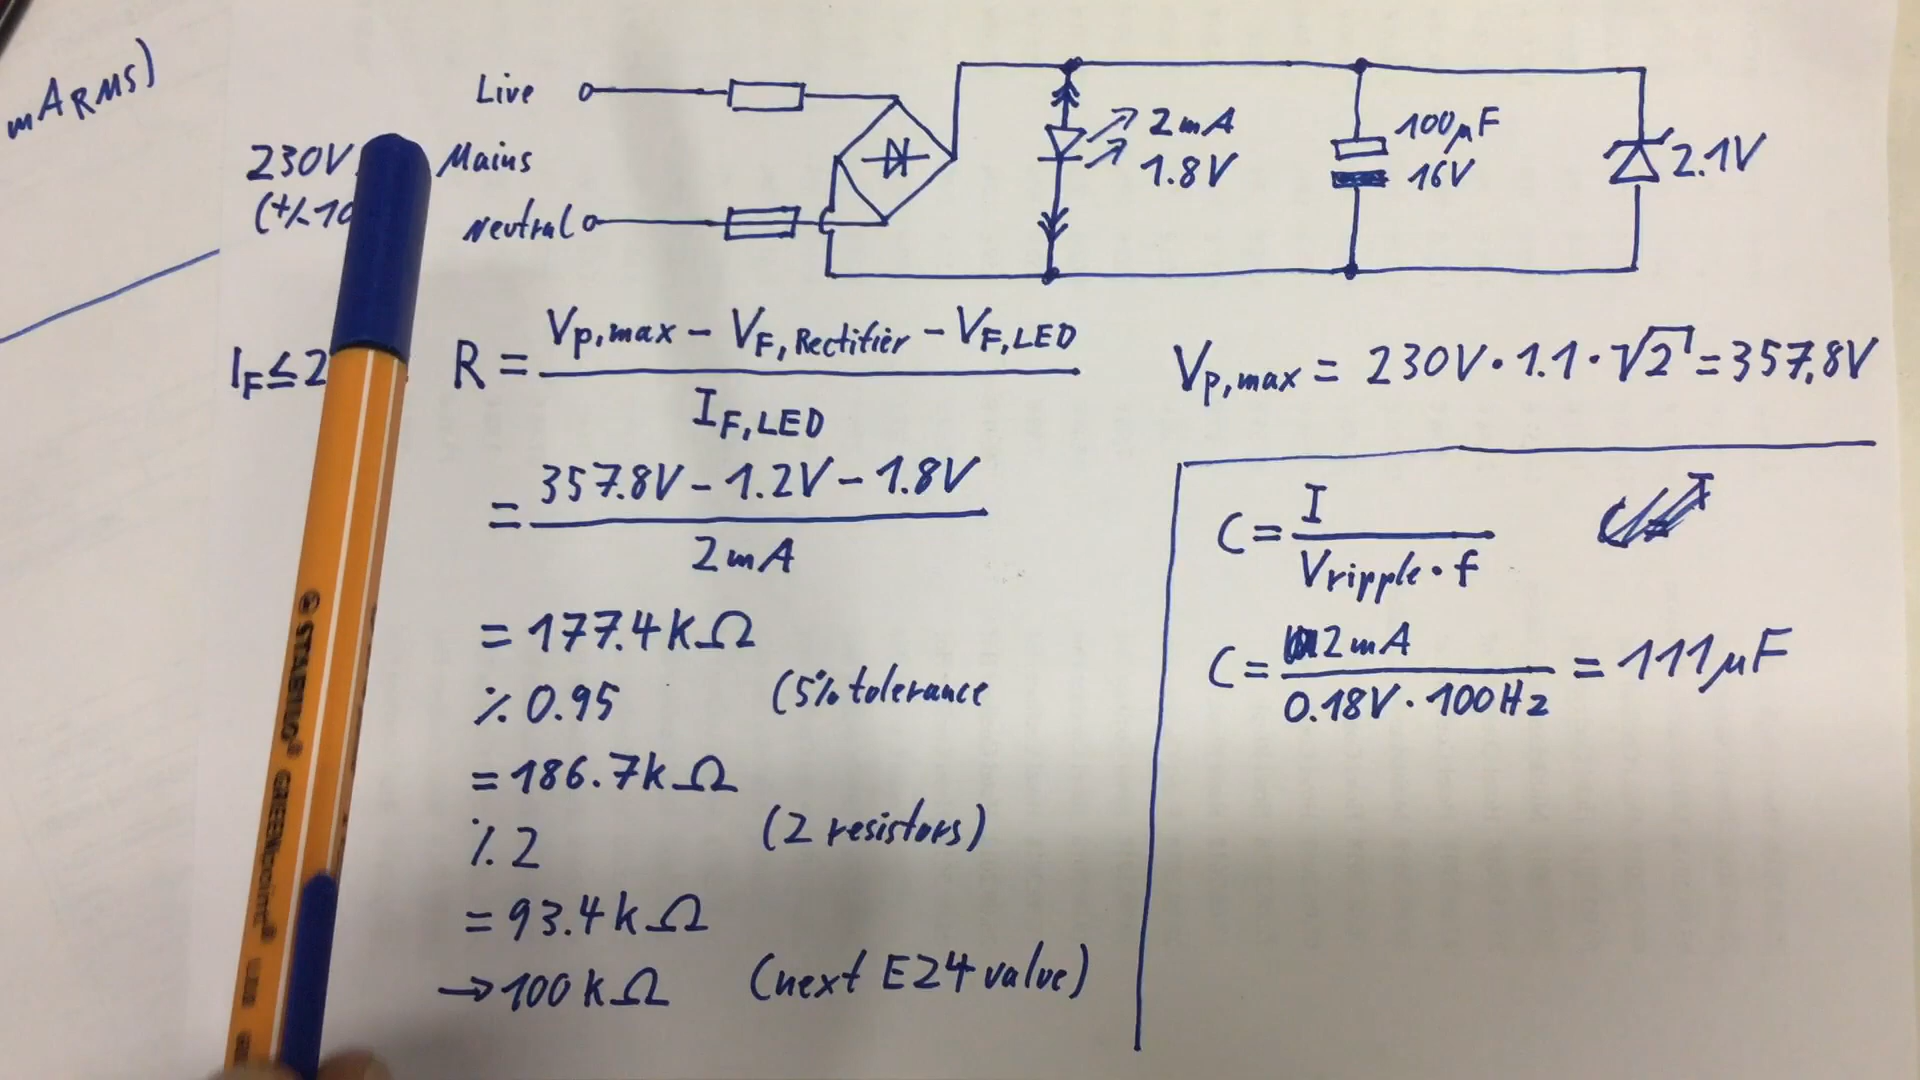 mARMS)
Live
230V Mains
(+/-10
Neutral
2mA
1.8V
100µF
16V
2.1V
IF≤2
R = Vp,max - VF,Rectifier - VF,LED
IF,LED
= 357.8V - 1.2V - 1.8V
2mA
= 177.4kΩ
⁒ 0.95 (5% tolerance
= 186.7kΩ
⁒ 2 (2 resistors)
= 93.4kΩ
→ 100kΩ (next E24 value)
Vp,max = 230V · 1.1 · √2 = 357,8V
C = I
Vripple · f
C = 2mA = 111µF
0.18V · 100Hz
STABILO
GREENpoint